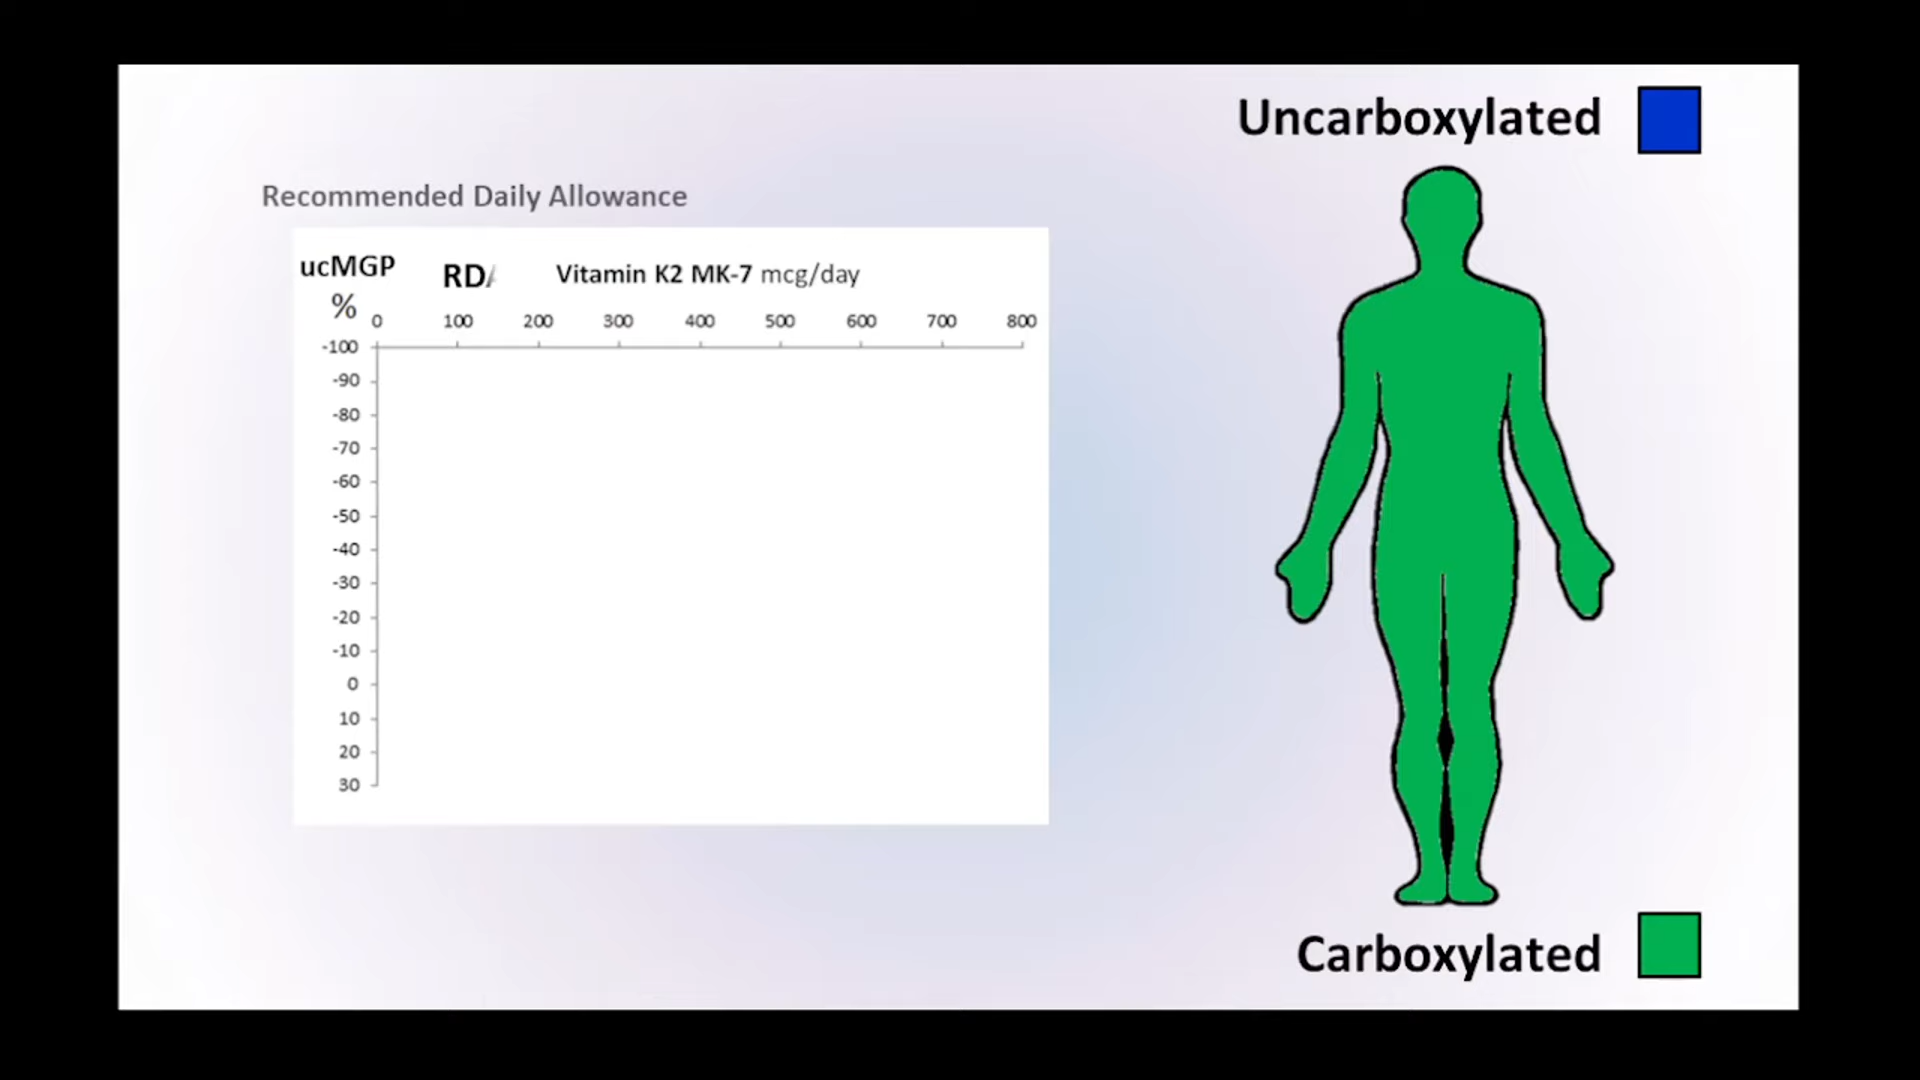 Uncarboxylated
Recommended Daily Allowance
ucMGP
%
RDA
Vitamin K2 MK-7 mcg/day
0 100 200 300 400 500 600 700 800
-100
-90
-80
-70
-60
-50
-40
-30
-20
-10
0
10
20
30
Carboxylated